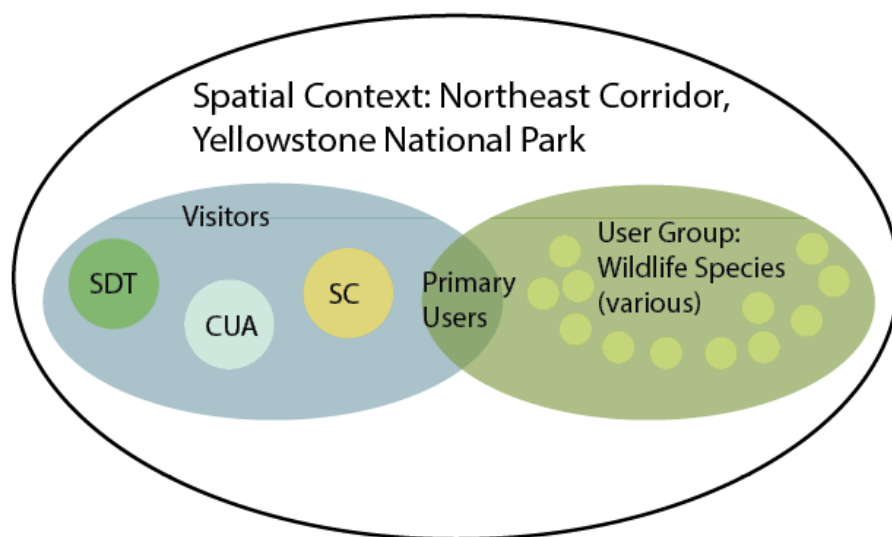 Spatial Context: Northeast Corridor,
Yellowstone National Park
Visitors
SDT
CUA
SC
Primary
Users
User Group:
Wildlife Species
(various)